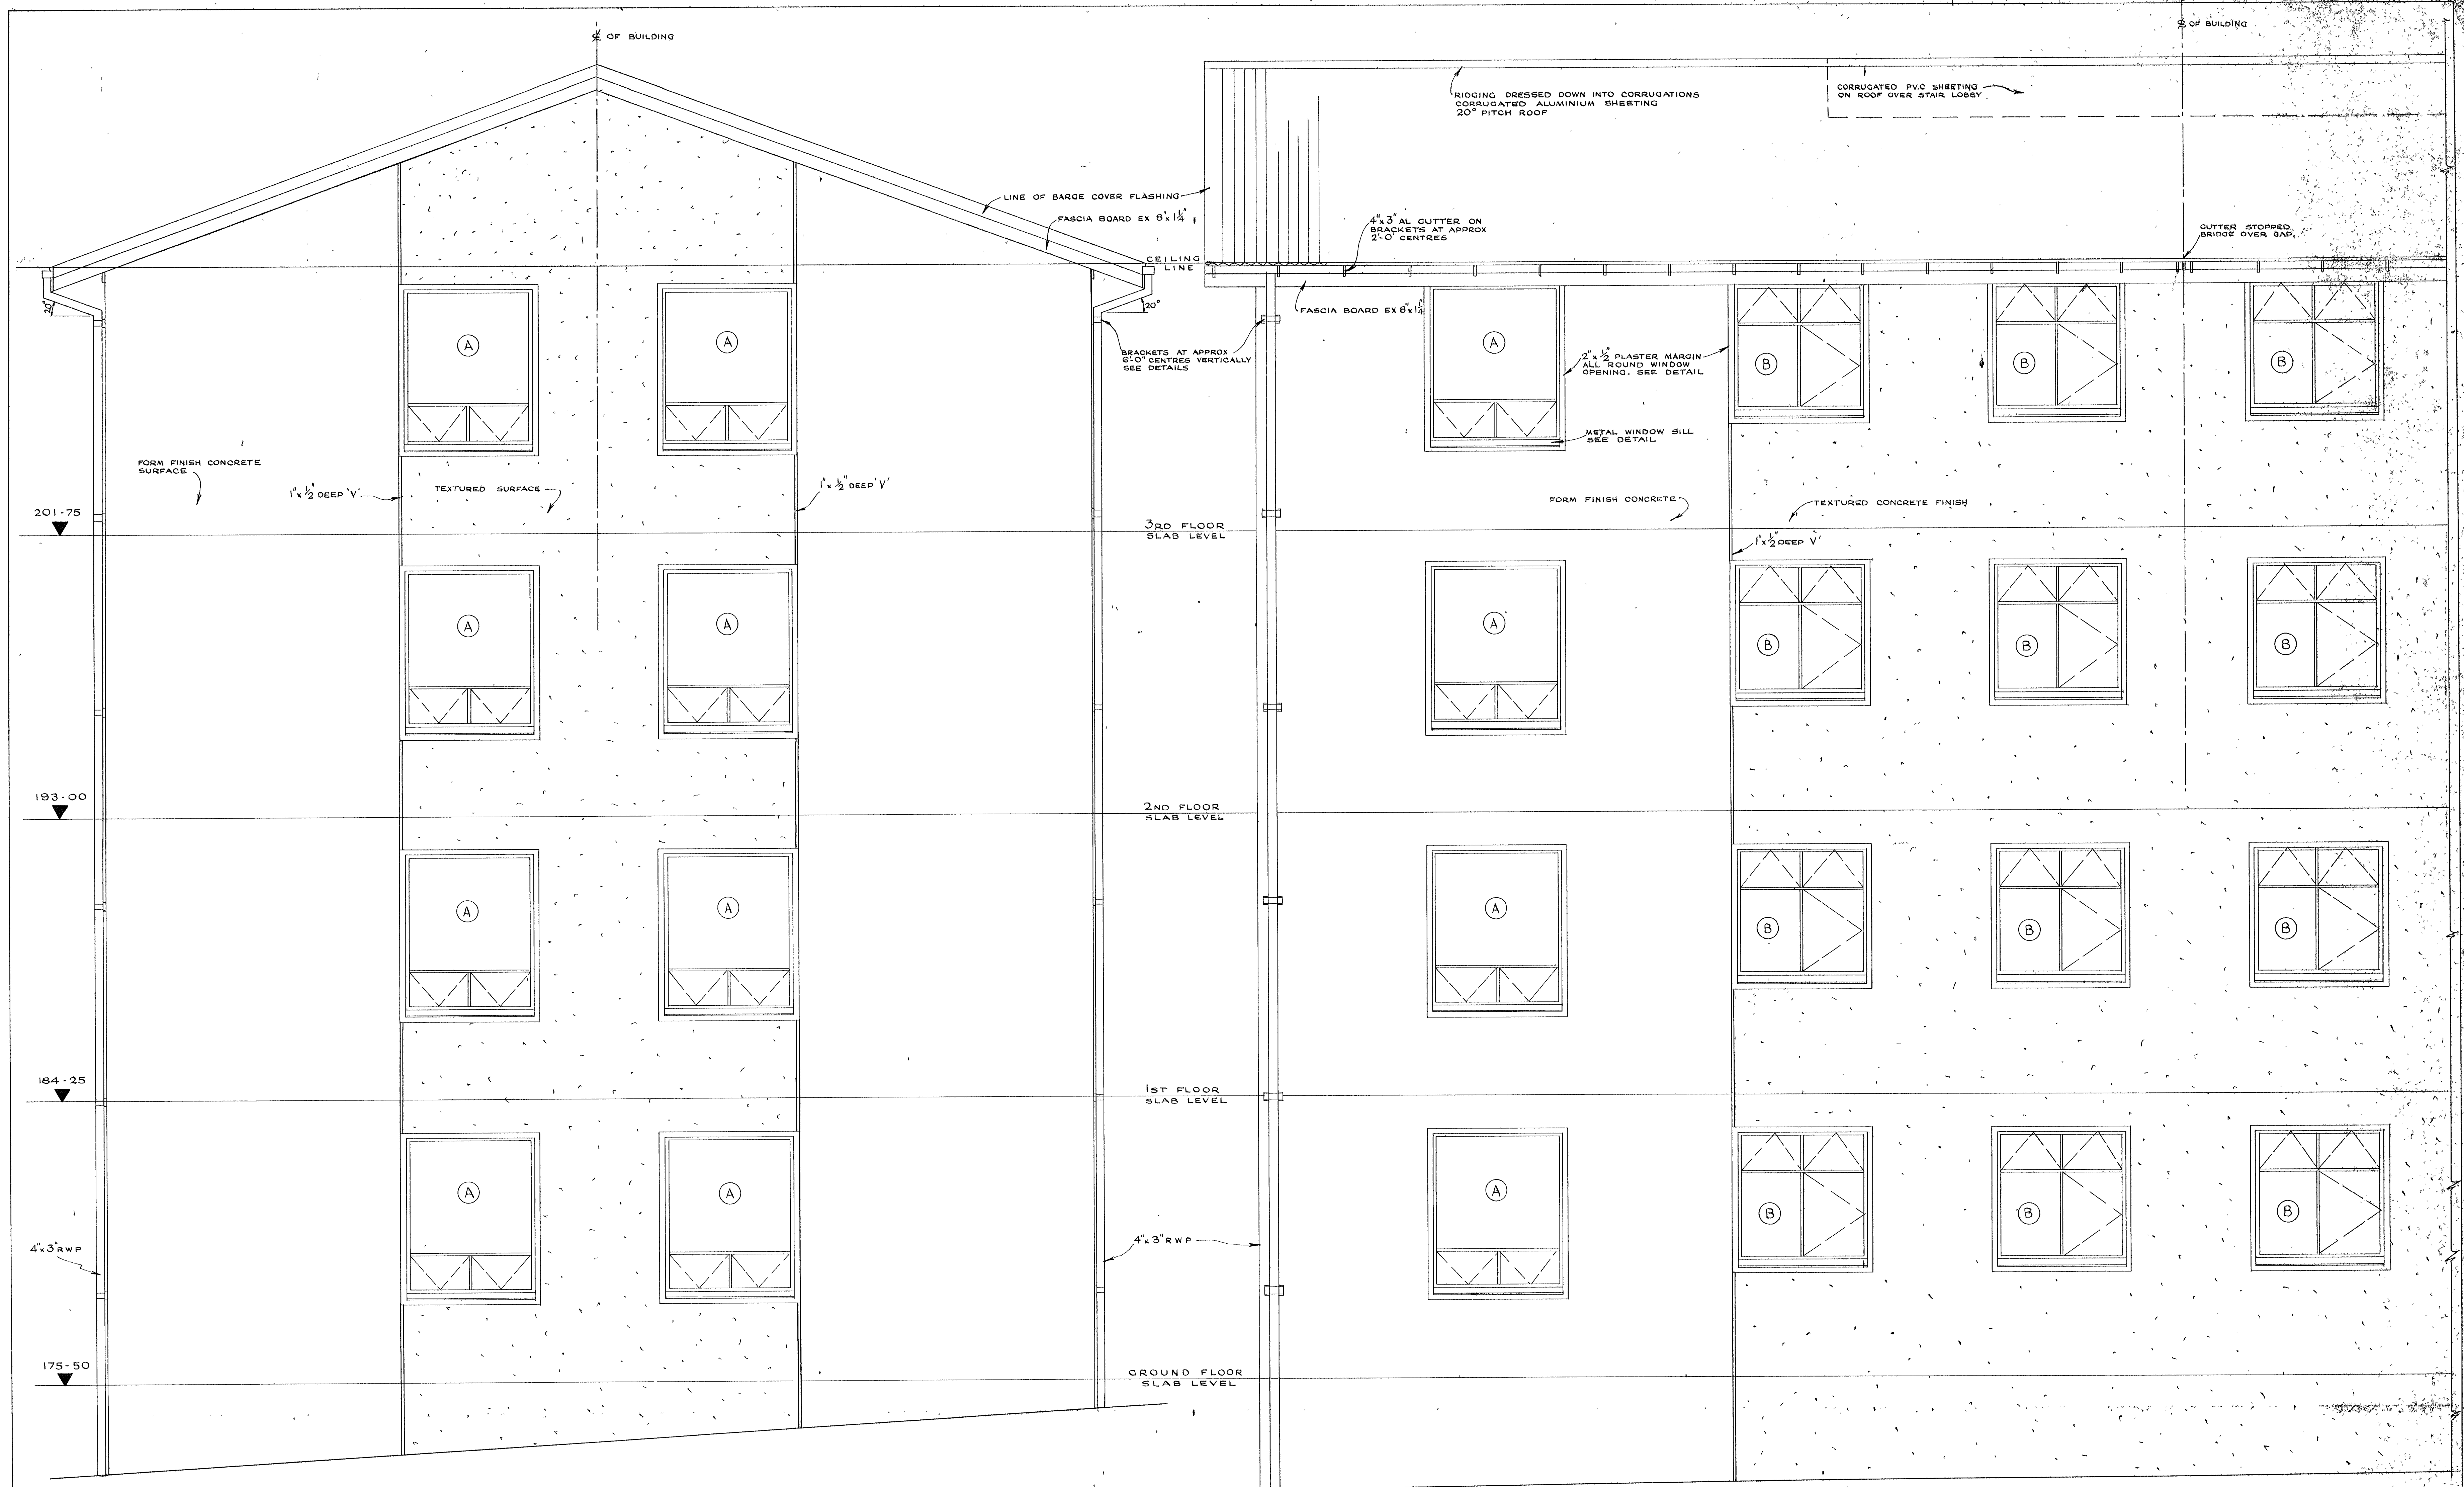 ℄ OF BUILDING
℄ OF BUILDING
RIDGING DRESSED DOWN INTO CORRUGATIONS
CORRUGATED ALUMINIUM SHEETING
20° PITCH ROOF
CORRUGATED P.V.C SHEETING
ON ROOF OVER STAIR LOBBY
LINE OF BARGE COVER FLASHING
FASCIA BOARD EX 8" x 1¼"
4" x 3" AL GUTTER ON
BRACKETS AT APPROX
2'-0" CENTRES
GUTTER STOPPED
BRIDGE OVER GAP
CEILING
LINE
20°
20°
FASCIA BOARD EX 8" x 1¼"
A
A
A
B
B
B
BRACKETS AT APPROX
6'-0" CENTRES VERTICALLY
SEE DETAILS
2" x ½" PLASTER MARGIN
ALL ROUND WINDOW
OPENING. SEE DETAIL
METAL WINDOW SILL
SEE DETAIL
FORM FINISH CONCRETE
SURFACE
1" x ½" DEEP 'V'
TEXTURED SURFACE
1" x ½" DEEP 'V'
FORM FINISH CONCRETE
TEXTURED CONCRETE FINISH
201-75
3RD FLOOR
SLAB LEVEL
1" x ½" DEEP V'
A
A
A
B
B
B
193-00
2ND FLOOR
SLAB LEVEL
A
A
A
B
B
B
184-25
1ST FLOOR
SLAB LEVEL
A
A
A
B
B
B
4" x 3" RWP
4" x 3" RWP
175-50
GROUND FLOOR
SLAB LEVEL